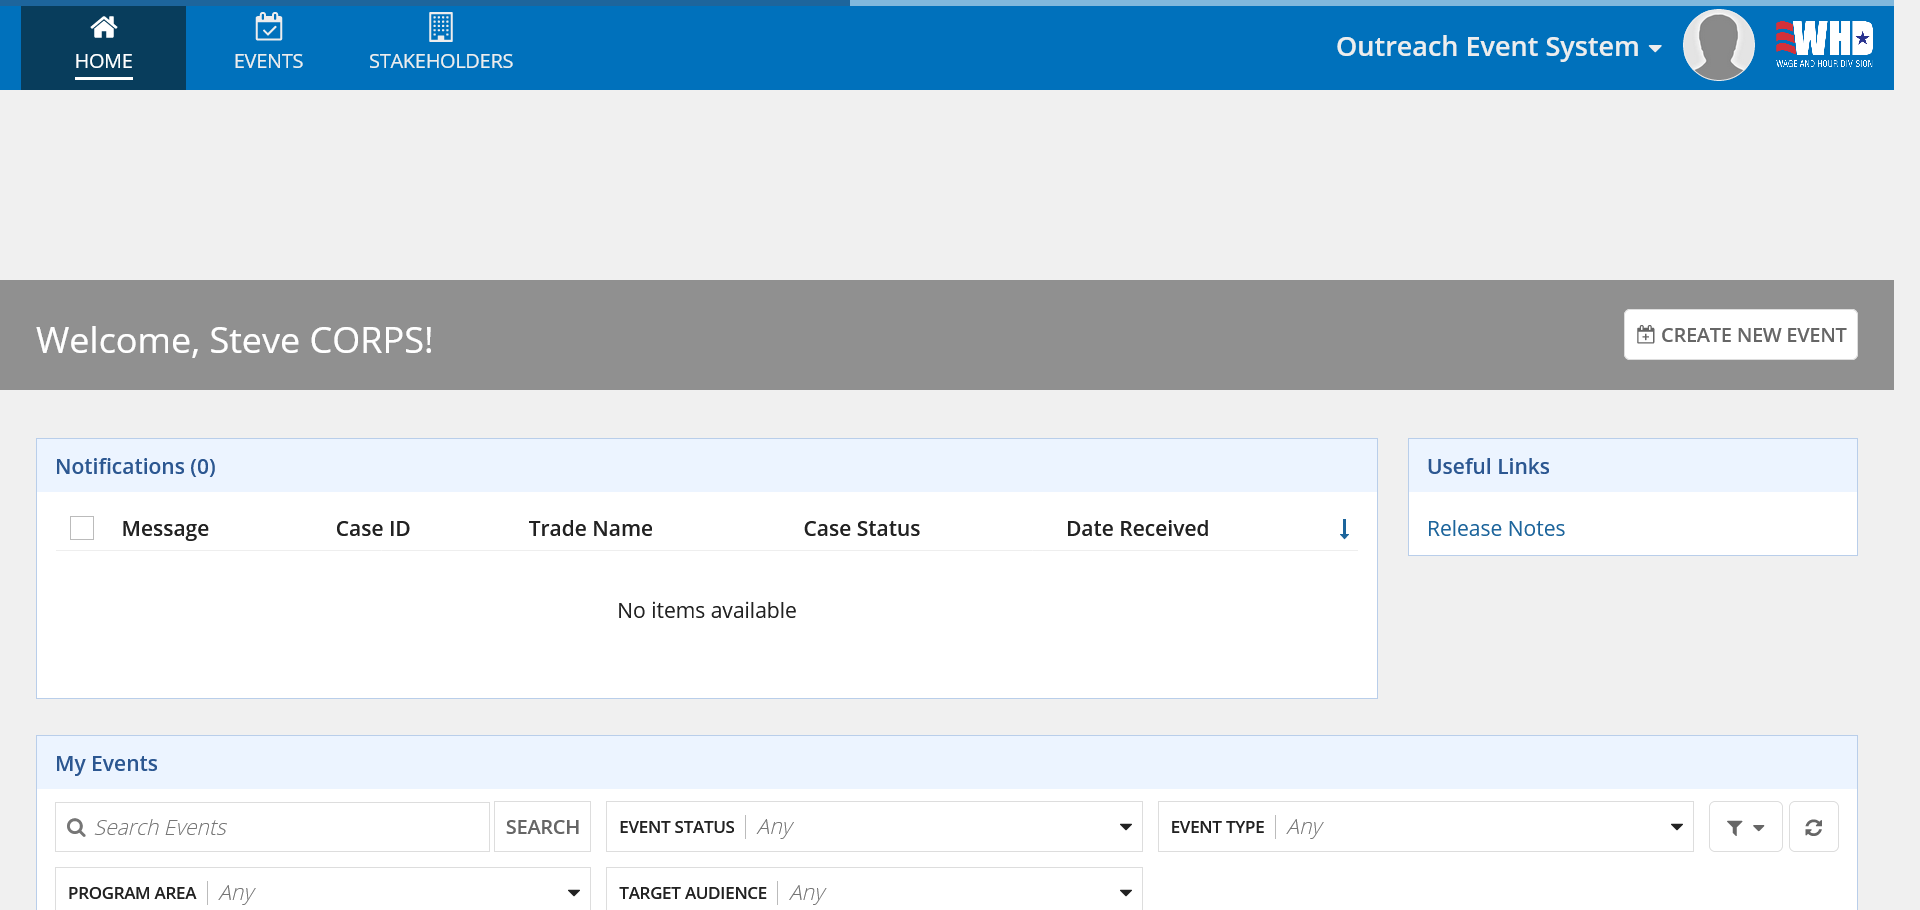 HOME
EVENTS
STAKEHOLDERS
Outreach Event System
WHD
WAGE AND HOUR DIVISION
Welcome, Steve CORPS!
CREATE NEW EVENT
Notifications (0)
Message Case ID Trade Name Case Status Date Received
No items available
Useful Links
Release Notes
My Events
Search Events SEARCH EVENT STATUS Any EVENT TYPE Any
PROGRAM AREA Any TARGET AUDIENCE Any